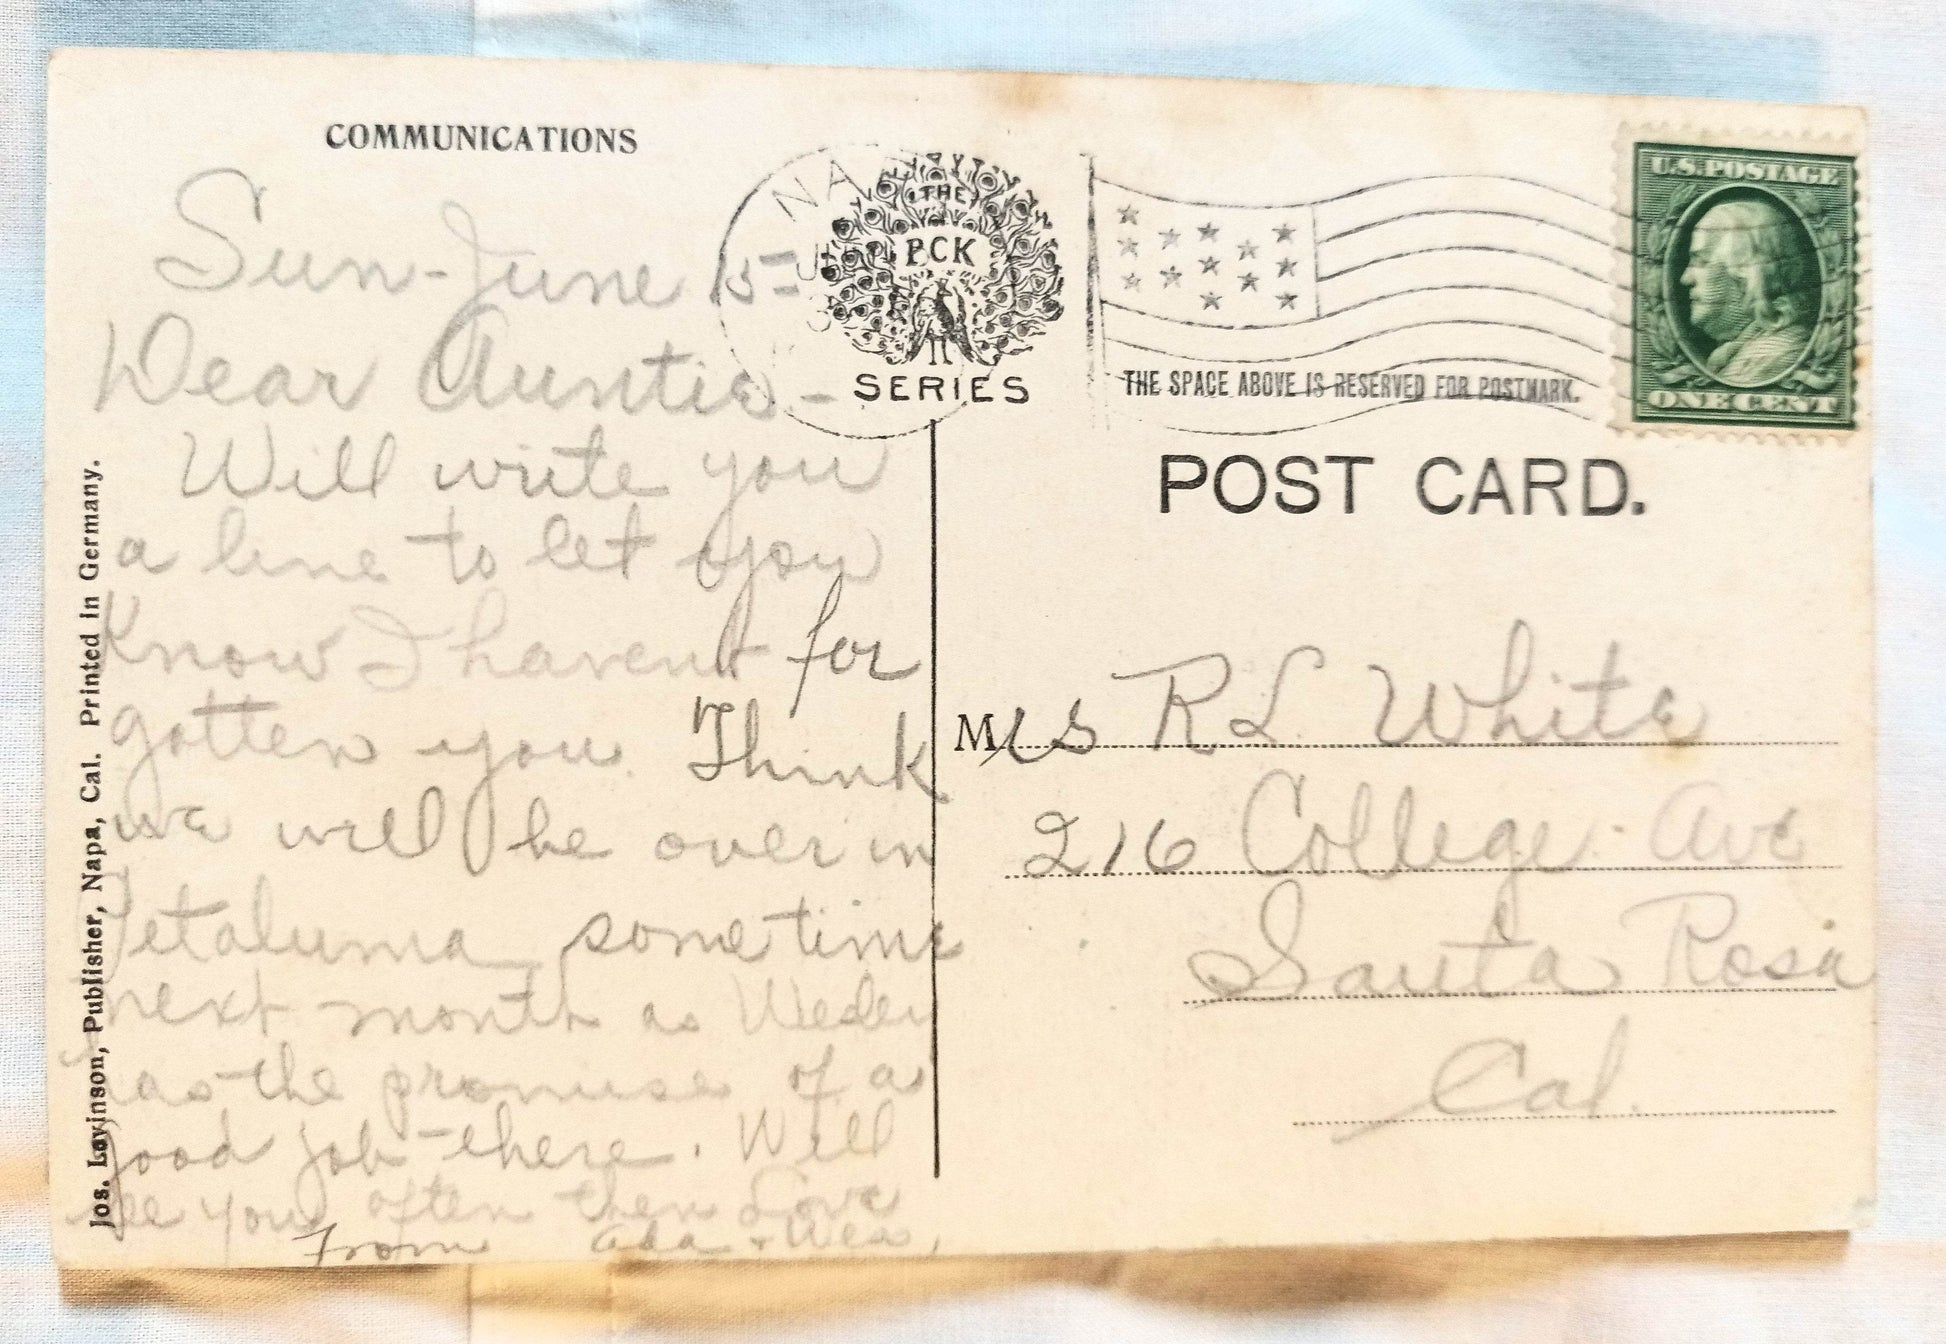 COMMUNICATIONS
Sun-June 15-
Dear Auntie-
Will write you
a line to let you
Know I havent for
gotten you. Think
we will be over in
Petaluma sometime
next month as
has the promise of a
good job there. Will
see you often then Love
From Ada +
Jos. Levinson, Publisher, Napa, Cal. Printed in Germany.
NA
THE
PCK
SERIES
U.S. POSTAGE
ONE CENT
THE SPACE ABOVE IS RESERVED FOR POSTMARK.
POST CARD.
Mrs R L White
216 College Ave
Santa Rosa
Cal.